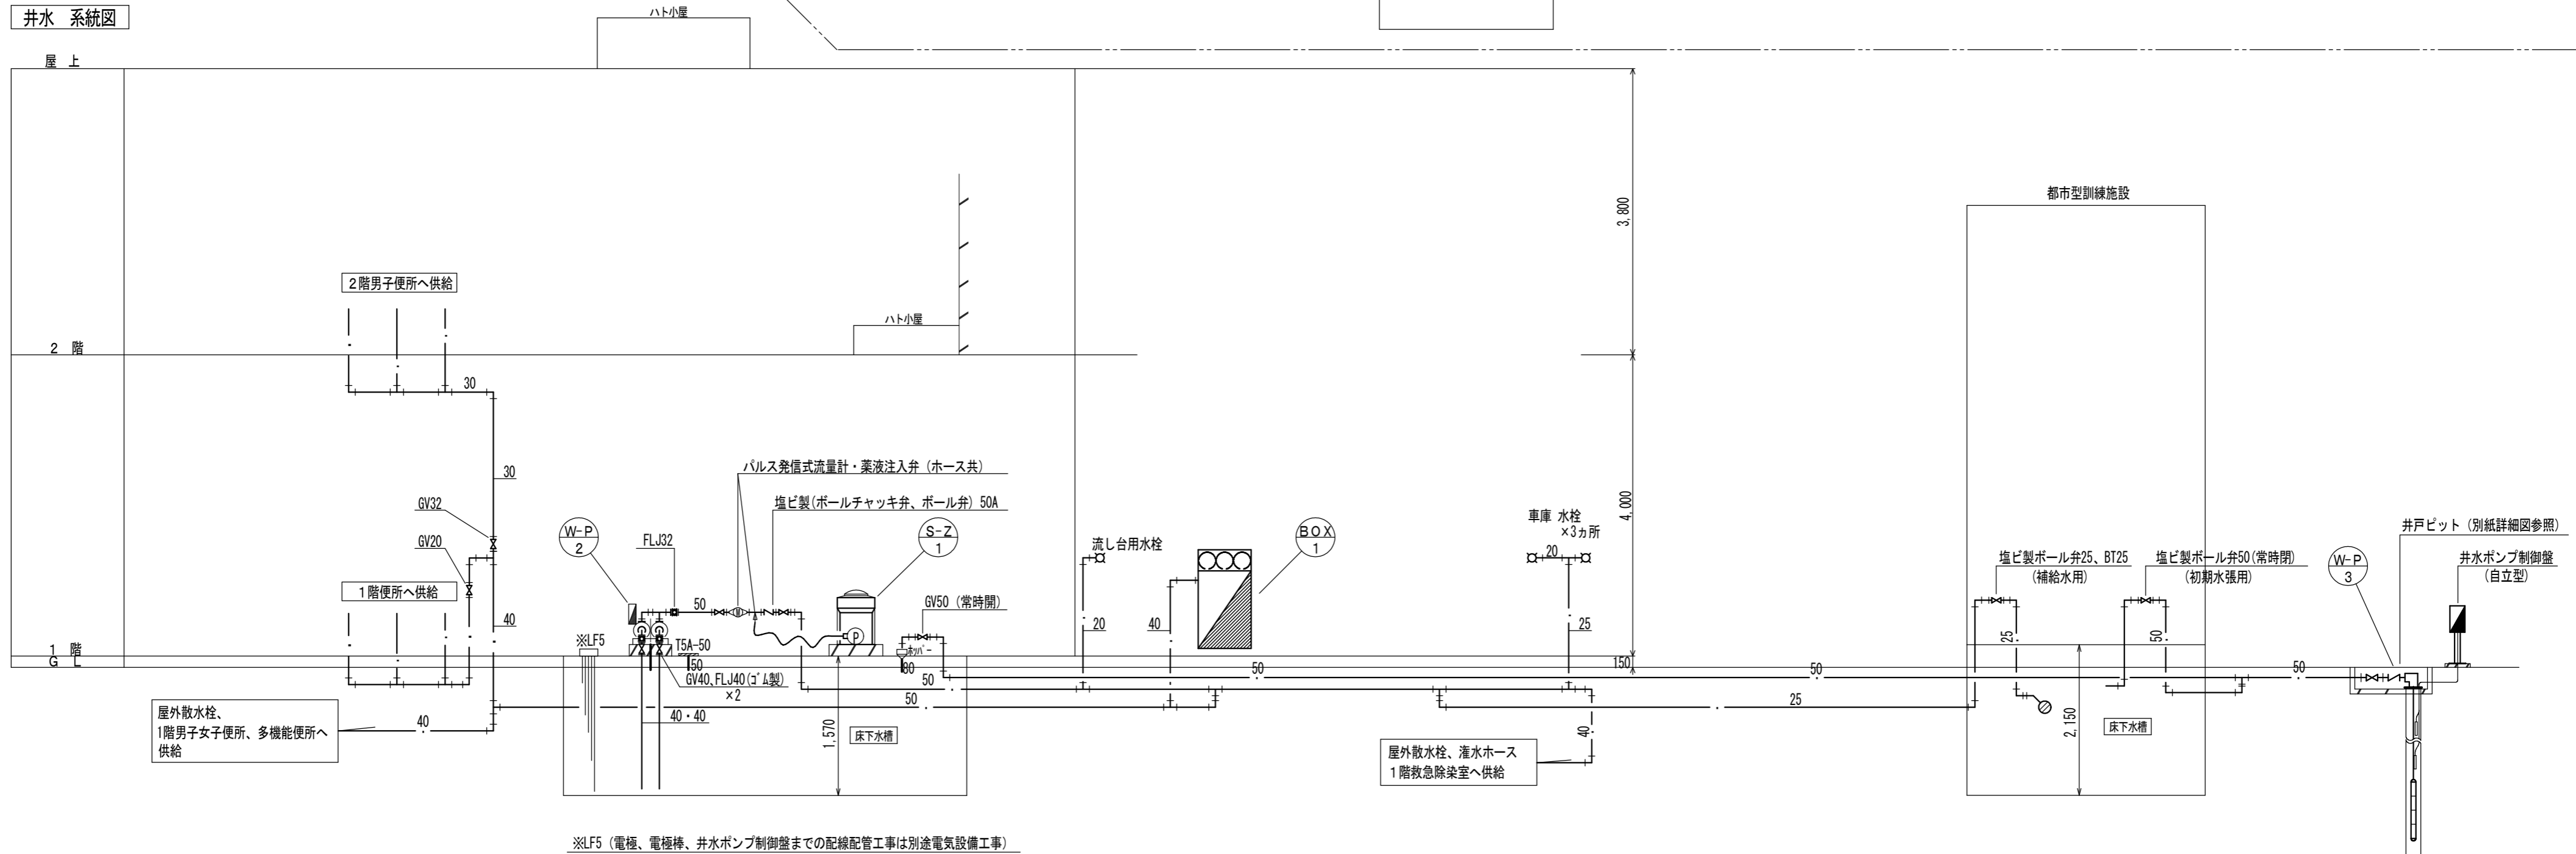 井水 系統図
ハト小屋
屋 上
3,800
都市型訓練施設
2階男子便所へ供給
ハト小屋
2 階
30
30
パルス発信式流量計・薬液注入弁（ホース共）
塩ビ製(ボールチャッキ弁、ボール弁) 50A
4,000
GV32
GV20
W-P
2
FLJ32
S-Z
1
流し台用水栓
BOX
1
車庫 水栓
×3ヵ所
20
塩ビ製ボール弁25、BT25
(補給水用)
塩ビ製ボール弁50(常時閉)
(初期水張用)
W-P
3
井戸ピット（別紙詳細図参照）
井水ポンプ制御盤
(自立型)
1階便所へ供給
50
GV50（常時開）
40
20
40
25
25
50
※LF5
T5A-50
P
ホッパー
1 階
G L
50
80
150
50
50
50
GV40、FLJ40(ゴム製)
×2
50
50
25
40・40
40
屋外散水栓、
1階男子女子便所、多機能便所へ
供給
1,570
床下水槽
屋外散水栓、潅水ホース
1階救急除染室へ供給
40
2,150
床下水槽
※LF5（電極、電極棒、井水ポンプ制御盤までの配線配管工事は別途電気設備工事）